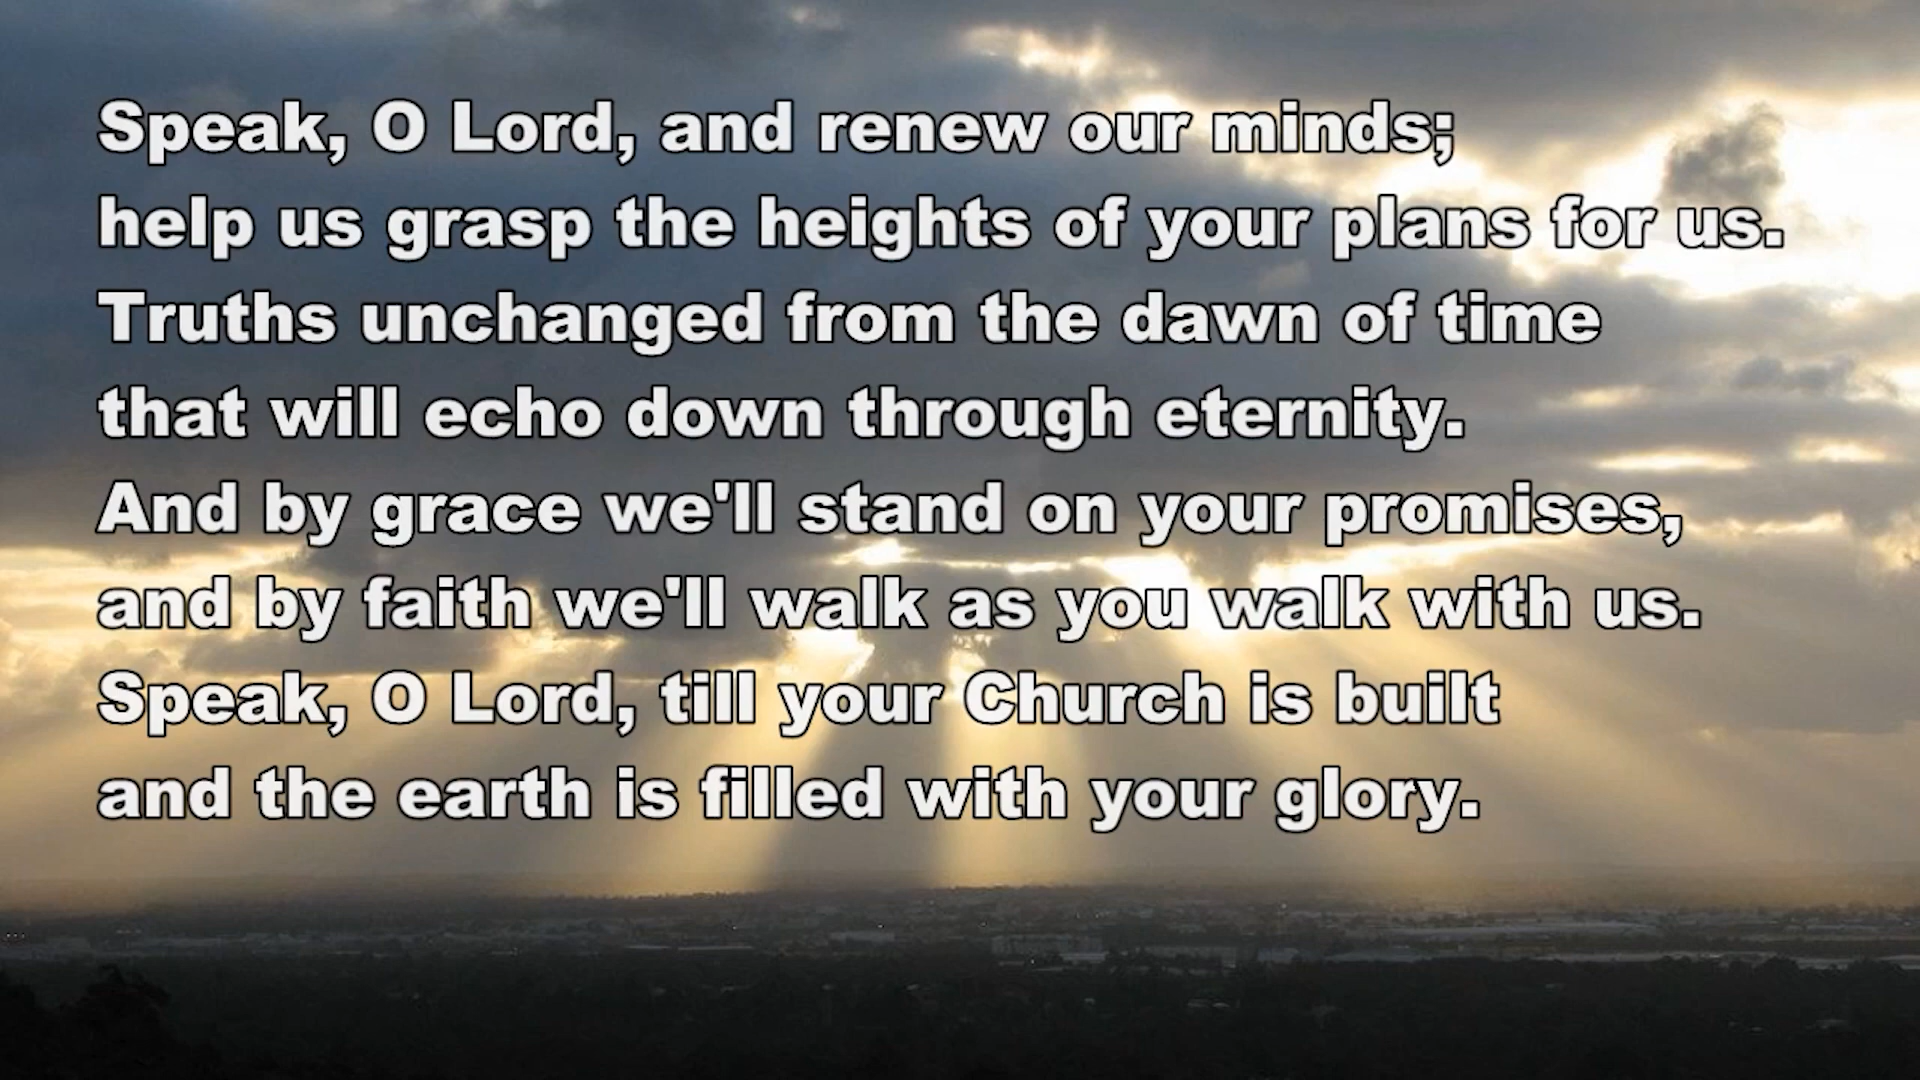 Speak, O Lord, and renew our minds;
help us grasp the heights of your plans for us.
Truths unchanged from the dawn of time
that will echo down through eternity.
And by grace we'll stand on your promises,
and by faith we'll walk as you walk with us.
Speak, O Lord, till your Church is built
and the earth is filled with your glory.